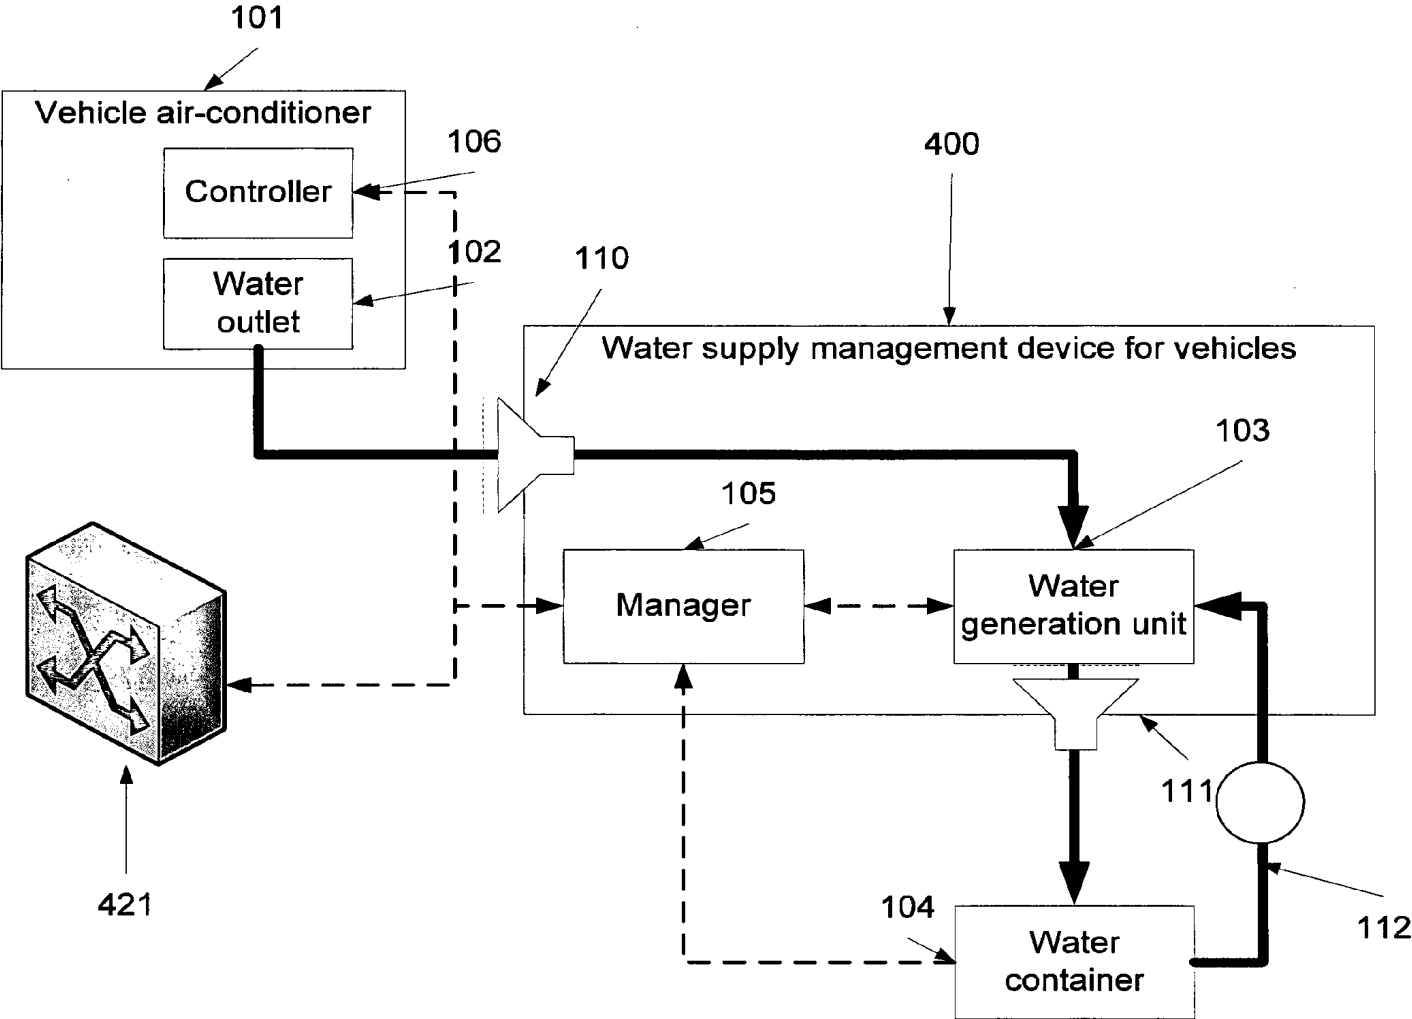 101
Vehicle air-conditioner
106
Controller
400
102
110
Water
outlet
Water supply management device for vehicles
103
105
Manager
Water
generation unit
111
421
104
112
Water
container